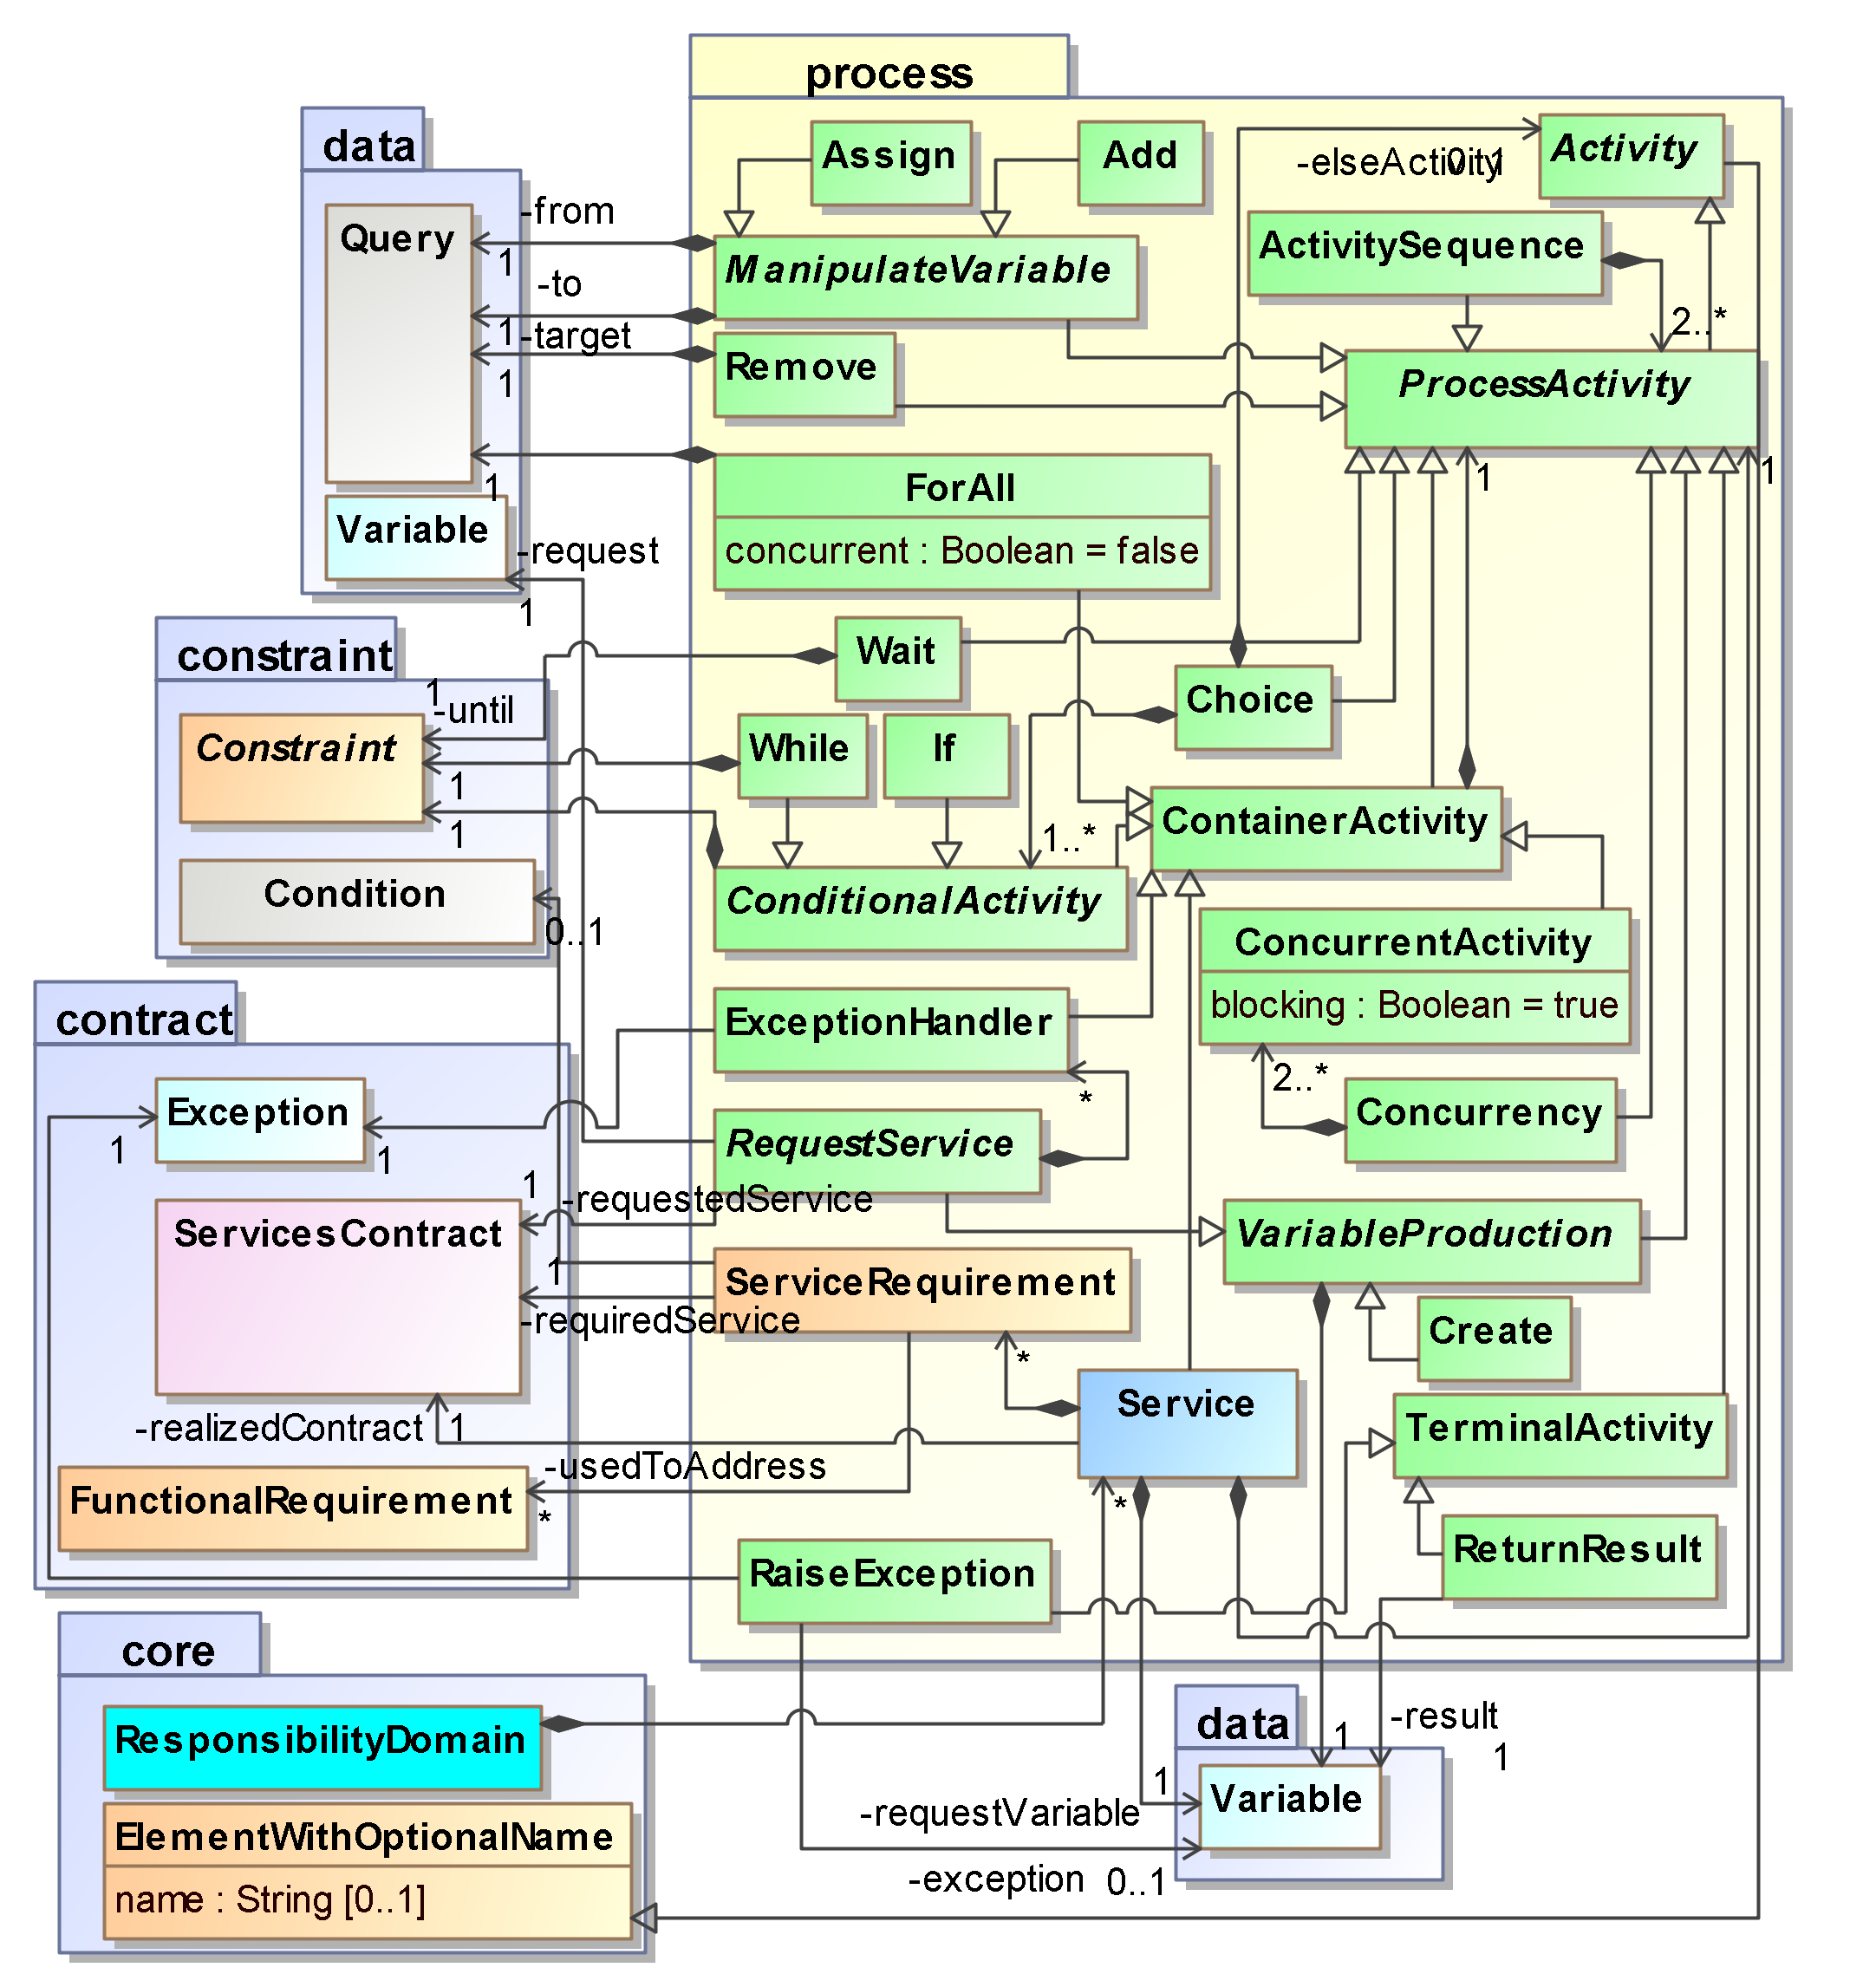 process
data
Assign
Add
-elseActivity
0..1
Activity
-from
Query
1
ManipulateVariable
ActivitySequence
-to
1
2..*
-target
Remove
1
ProcessActivity
1
1
1
ForAll
concurrent : Boolean = false
Variable
-request
1
constraint
Wait
Choice
1
-until
Constraint
While
If
1
1
1..*
ContainerActivity
Condition
0..1
ConditionalActivity
ConcurrentActivity
blocking : Boolean = true
contract
ExceptionHandler
2..*
*
Exception
1
1
Concurrency
RequestService
1
-requestedService
ServicesContract
VariableProduction
1
ServiceRequirement
-requiredService
Create
*
Service
-realizedContract
1
TerminalActivity
-usedToAddress
FunctionalRequirement
*
*
ReturnResult
RaiseException
core
data
-result
1
1
ResponsibilityDomain
1
Variable
-requestVariable
ElementWithOptionalName
-exception
0..1
name : String [0..1]